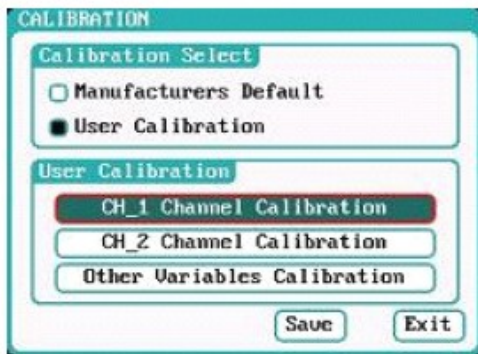 CALIBRATION
Calibration Select
Manufacturers Default
User Calibration
User Calibration
CH_1 Channel Calibration
CH_2 Channel Calibration
Other Variables Calibration
Save Exit